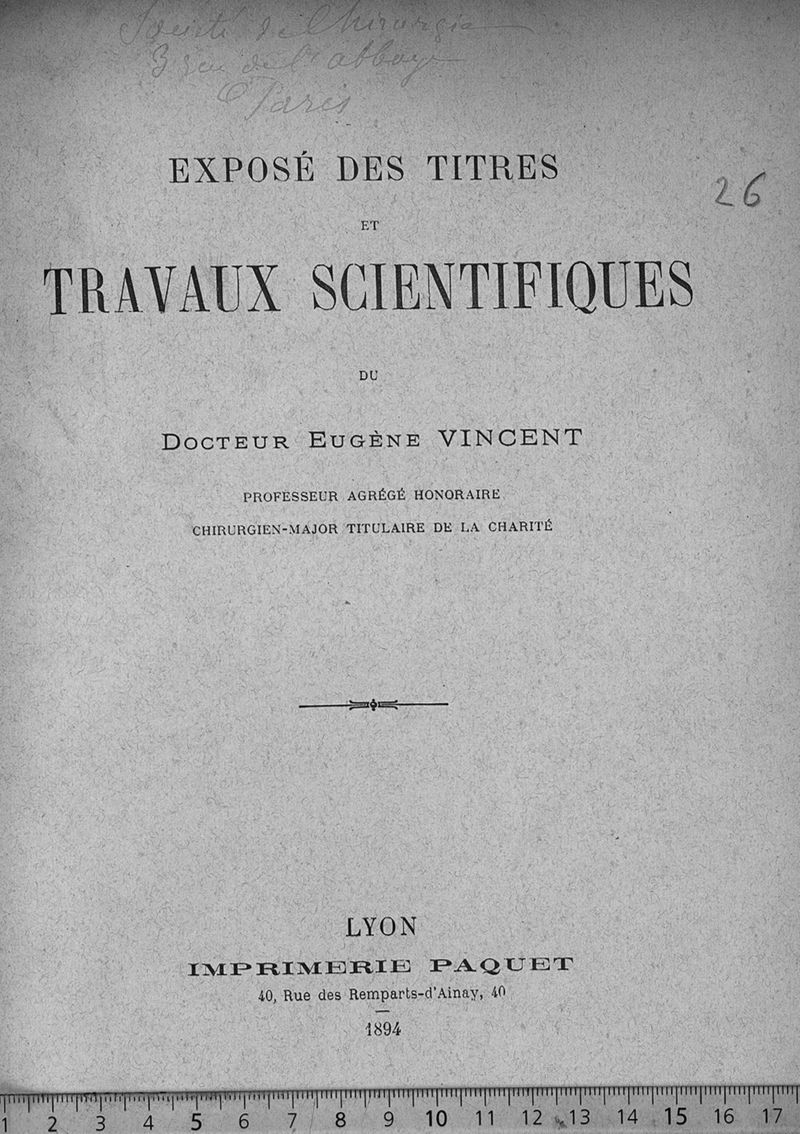 Société de Chirurgie
3 rue de l'abbaye
Paris
EXPOSÉ DES TITRES
26
ET
TRAVAUX SCIENTIFIQUES
DU
DOCTEUR EUGÈNE VINCENT
PROFESSEUR AGRÉGÉ HONORAIRE
CHIRURGIEN-MAJOR TITULAIRE DE LA CHARITÉ
LYON
IMPRIMERIE PAQUET
40, Rue des Remparts-d'Ainay, 40
1894
1 2 3 4 5 6 7 8 9 10 11 12 13 14 15 16 17